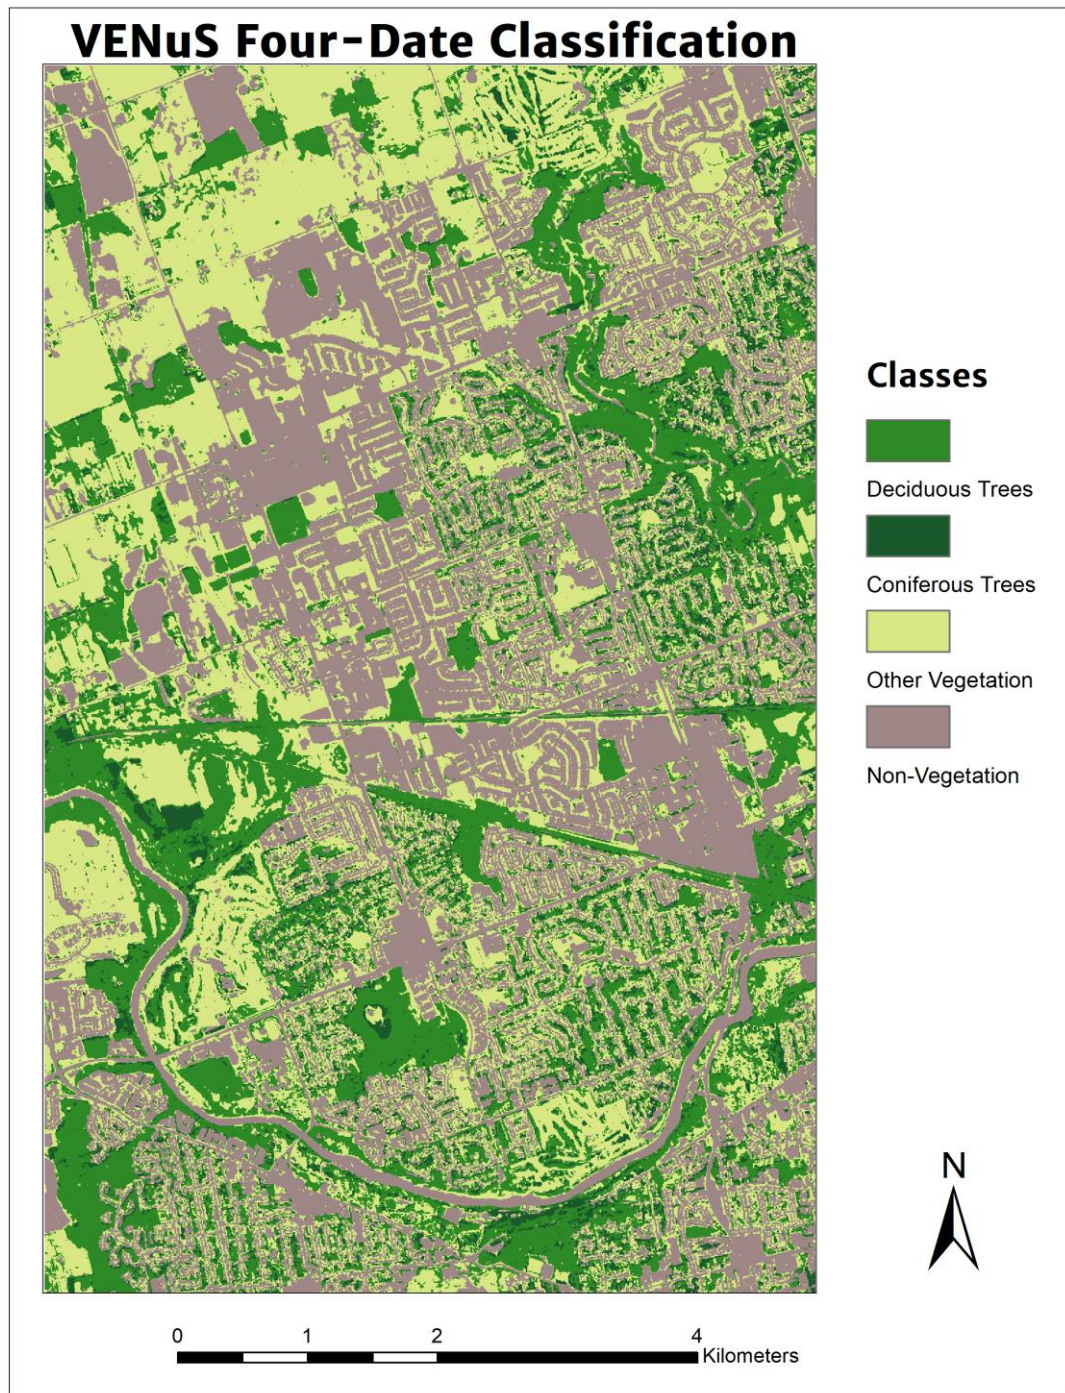 VENuS Four-Date Classification
Classes
Deciduous Trees
Coniferous Trees
Other Vegetation
Non-Vegetation
N
0 1 2 4
Kilometers